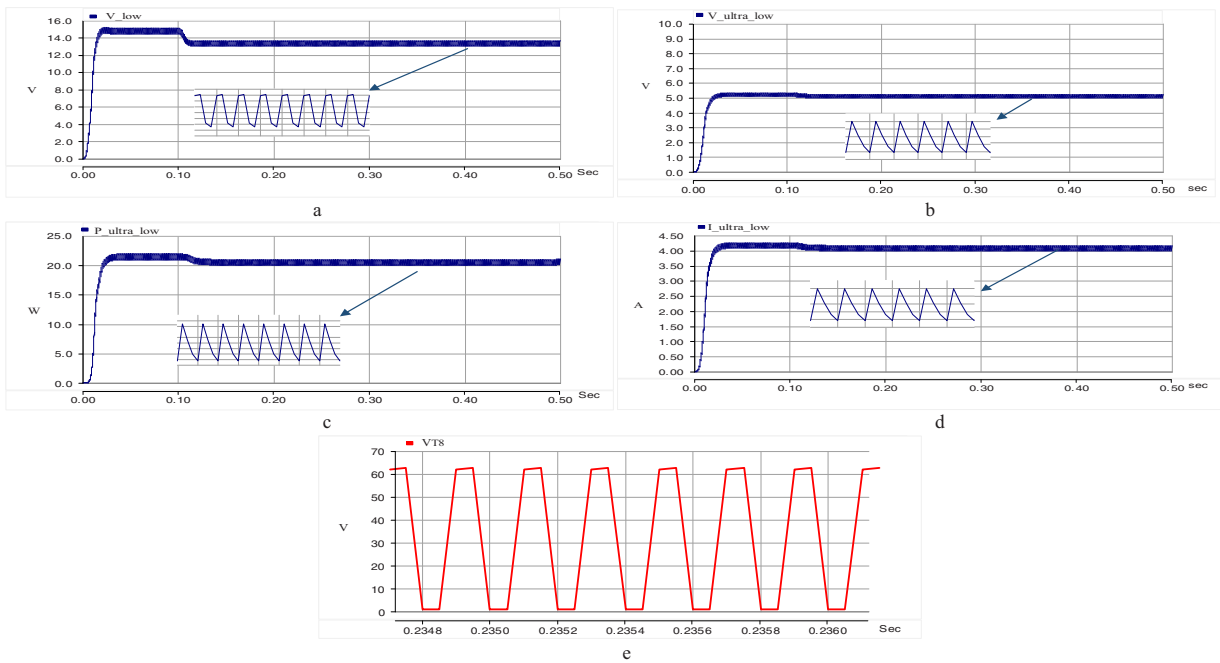 V_low
16.0
14.0
12.0
10.0
V
8.0
6.0
4.0
2.0
0.0
0.00 0.10 0.20 0.30 0.40 0.50
Sec
a
V_ultra_low
10.0
9.0
8.0
7.0
6.0
V
5.0
4.0
3.0
2.0
1.0
0.0
0.00 0.10 0.20 0.30 0.40 0.50
sec
b
P_ultra_low
25.0
20.0
15.0
W
10.0
5.0
0.0
0.00 0.10 0.20 0.30 0.40 0.50
Sec
c
I_ultra_low
4.50
4.00
3.50
3.00
2.50
A
2.00
1.50
1.00
0.50
0.00
0.00 0.10 0.20 0.30 0.40 0.50
sec
d
VT8
70
60
50
40
V
30
20
10
0
0.2348 0.2350 0.2352 0.2354 0.2356 0.2358 0.2360
Sec
e